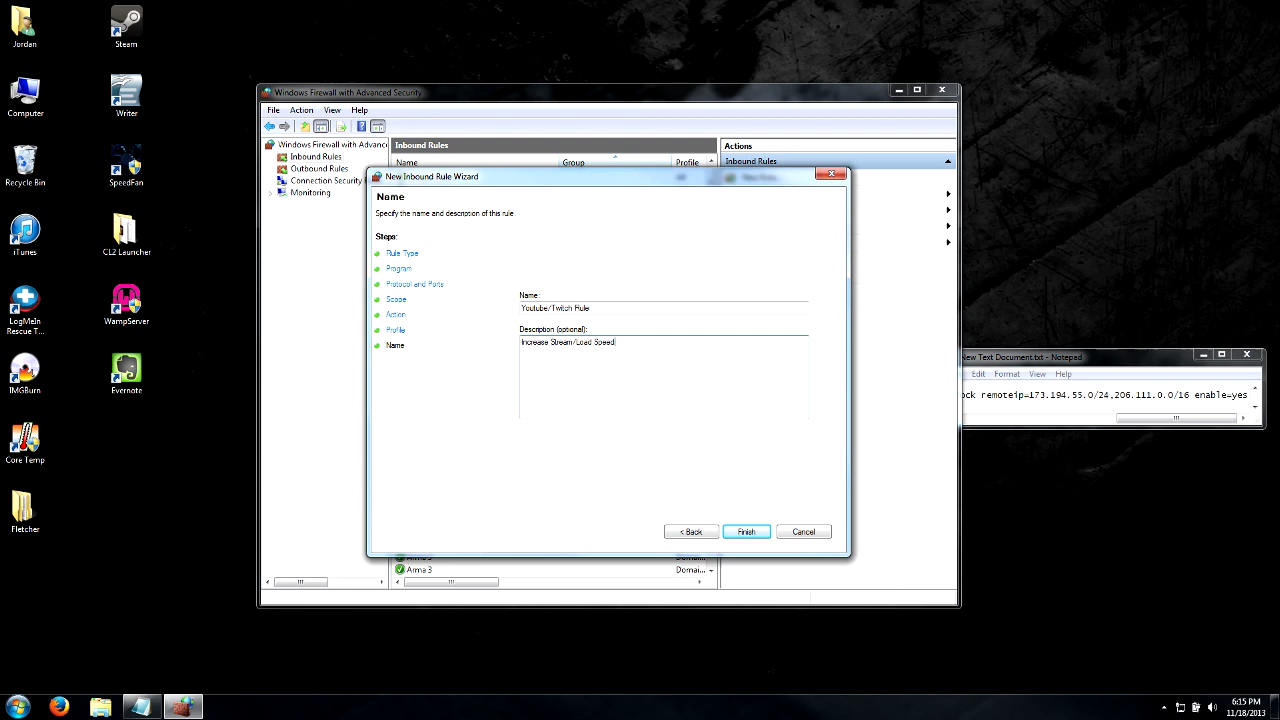 Jordan
Steam
Computer
Writer
Recycle Bin
SpeedFan
iTunes
CL2 Launcher
LogMeIn
Rescue T...
WampServer
IMGBurn
Evernote
Core Temp
Fletcher
Windows Firewall with Advanced Security
File Action View Help
Windows Firewall with Advance
Inbound Rules
Outbound Rules
Connection Security
Monitoring
Inbound Rules
Name Group Profile
Actions
Inbound Rules
New Inbound Rule Wizard
Name
Specify the name and description of this rule.
Steps:
Rule Type
Program
Protocol and Ports
Scope
Action
Profile
Name
Name:
Youtube/Twitch Rule
Description (optional):
Increase Stream/Load Speed
< Back Finish Cancel
Arma 3
Arma 3 Domai...
New Text Document.txt - Notepad
Edit Format View Help
ock remoteip=173.194.55.0/24,206.111.0.0/16 enable=yes
6:15 PM
11/18/2013